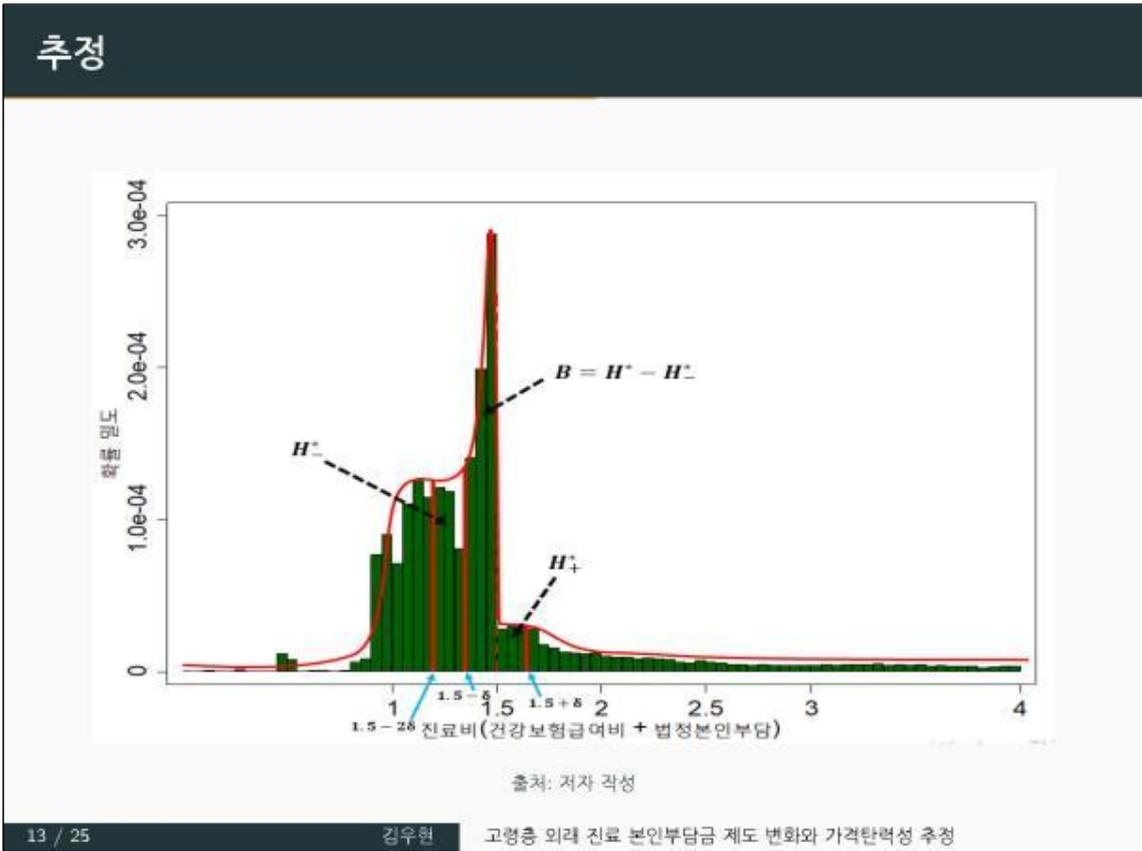 추정
3.0e-04
2.0e-04
1.0e-04
0
확률 밀도
B = H* − H*₋
H*₋
H*₊
1 1.5 2 2.5 3 4
1.5 − 2δ 1.5 − δ 1.5 + δ
진료비(건강보험급여비 + 법정본인부담)
출처: 저자 작성
13 / 25 김우현 고령층 외래 진료 본인부담금 제도 변화와 가격탄력성 추정